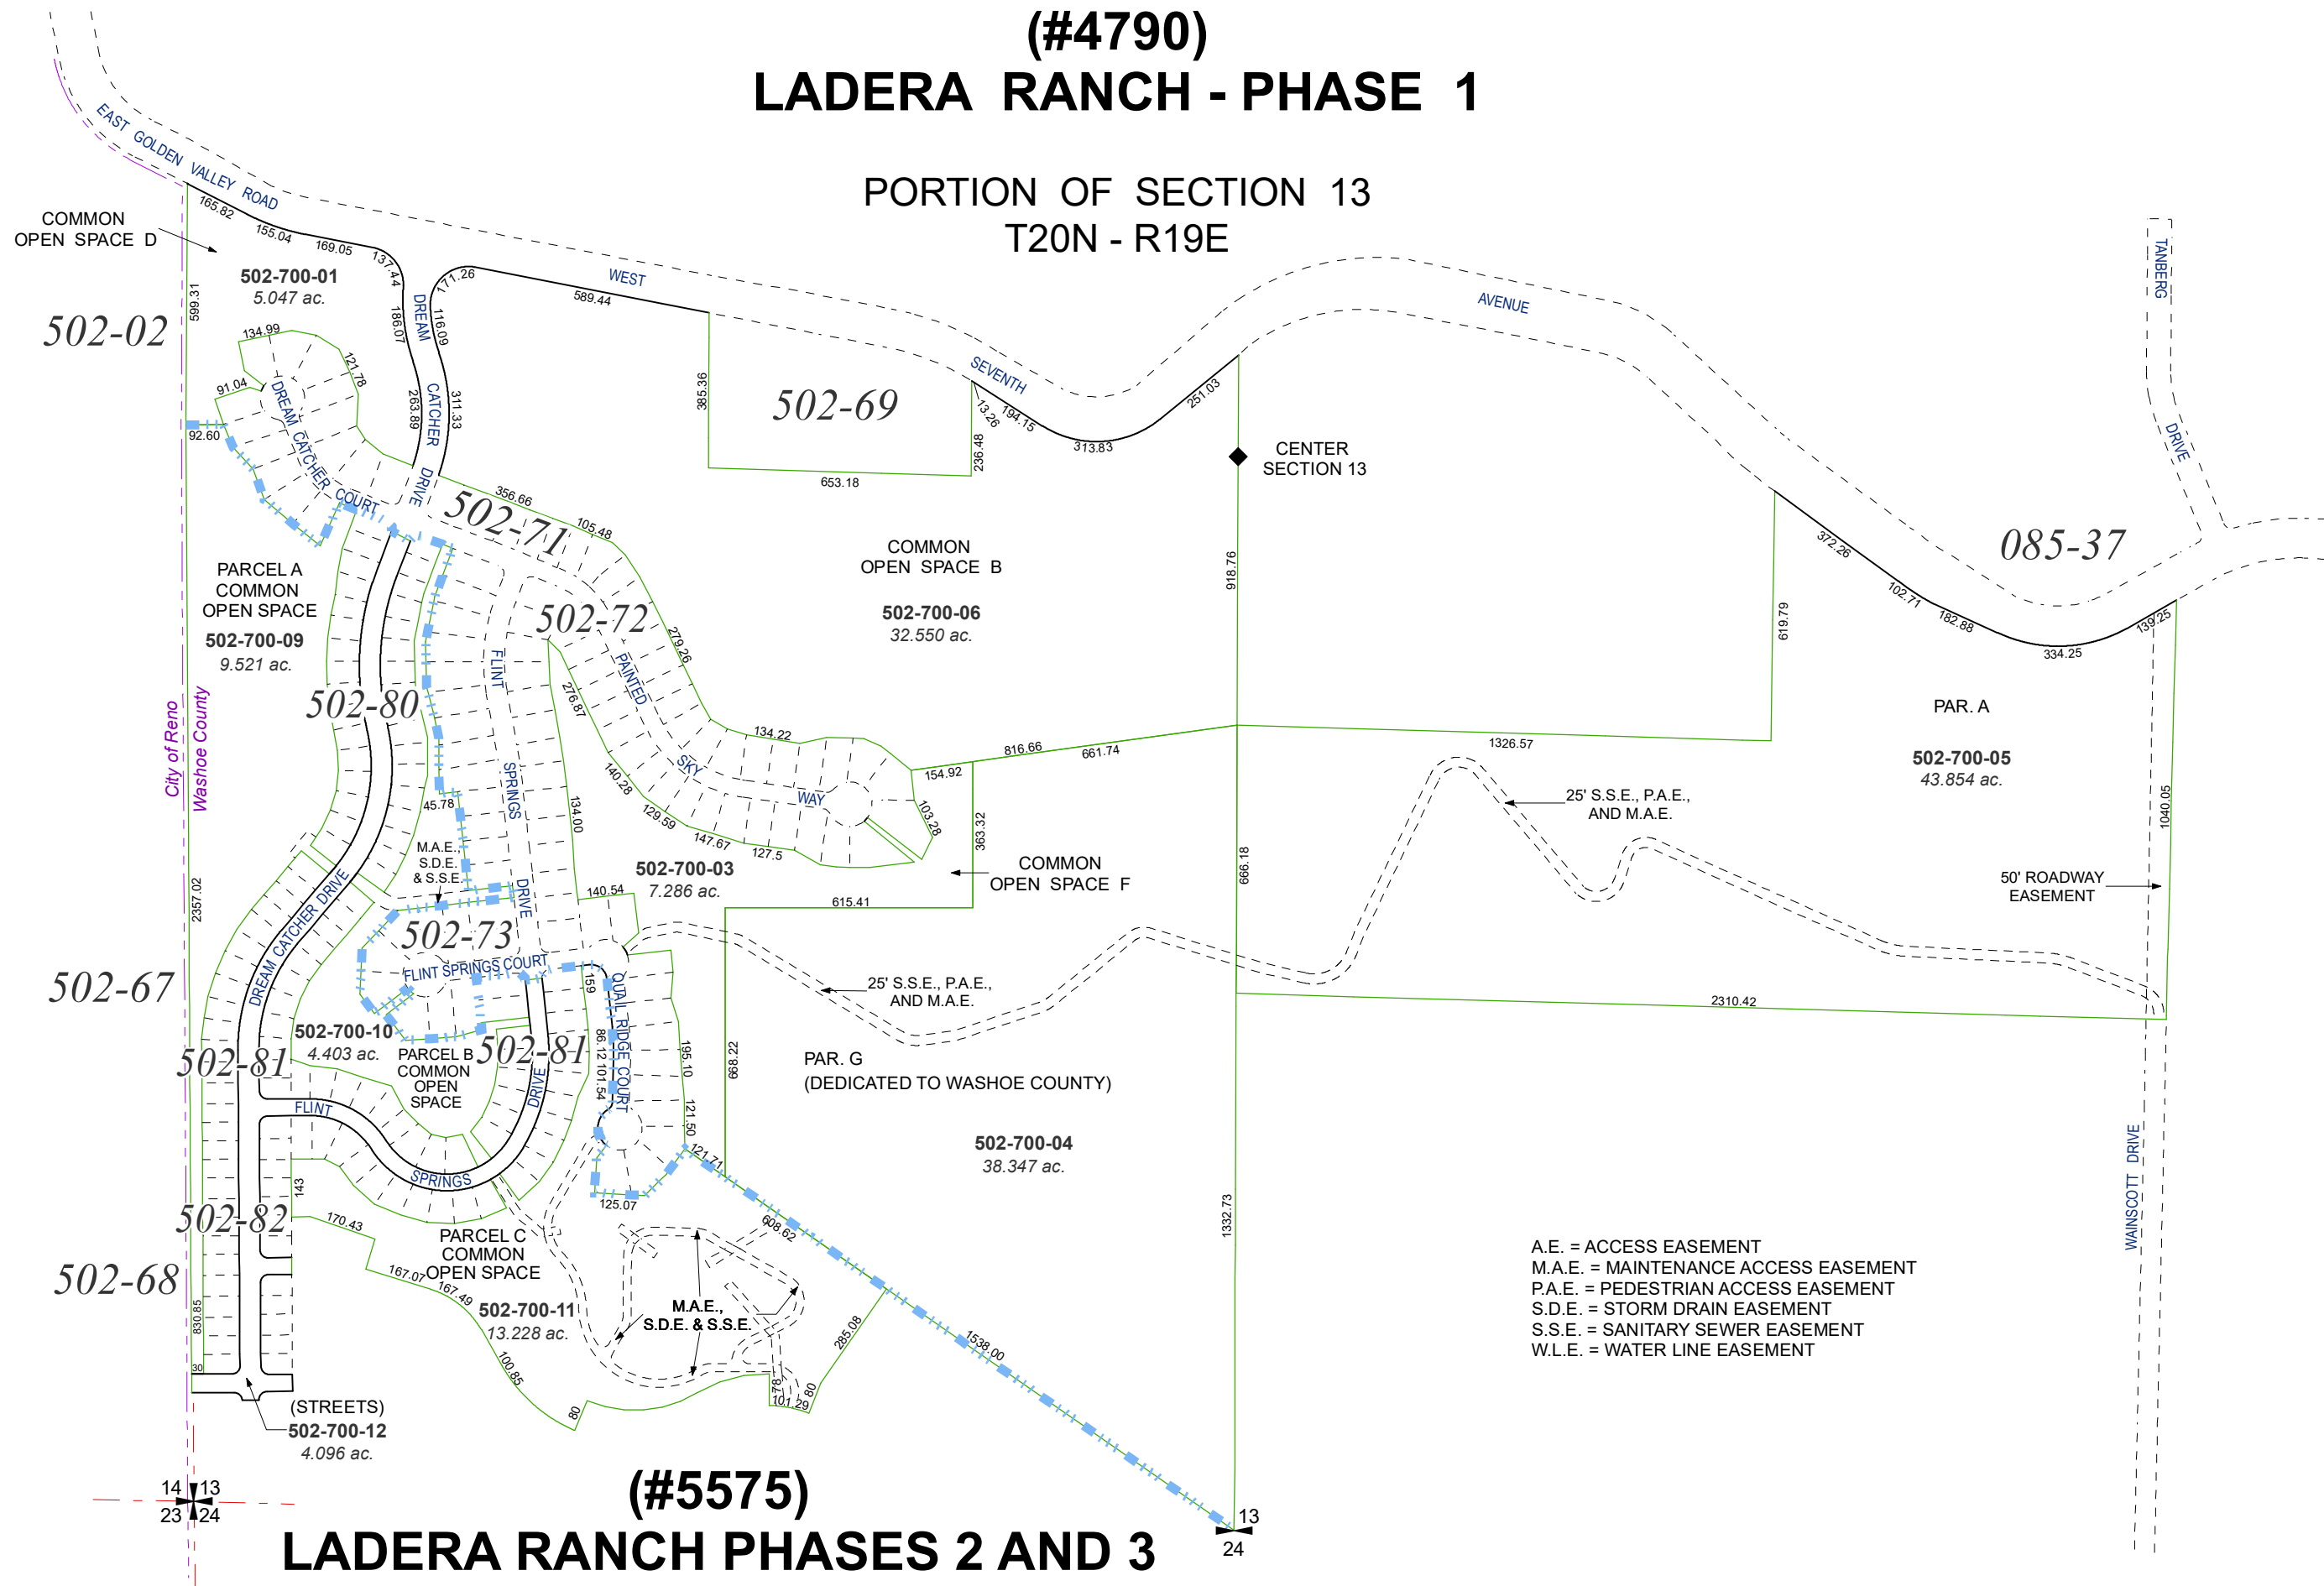 (#4790)
LADERA RANCH - PHASE 1
PORTION OF SECTION 13
T20N - R19E
EAST GOLDEN VALLEY ROAD
165.82
155.04
169.05
137.44
171.26
COMMON
OPEN SPACE D
502-700-01
5.047 ac.
599.31
502-02
186.07
116.09
DREAM
CATCHER
DRIVE
263.89
311.33
WEST
589.44
SEVENTH
AVENUE
TANBERG
DRIVE
134.99
121.78
91.04
92.60
DREAM CATCHER COURT
385.36
502-69
653.18
236.48
13.26
194.15
313.83
251.03
CENTER
SECTION 13
356.66
105.48
502-71
502-72
COMMON
OPEN SPACE B
502-700-06
32.550 ac.
918.76
372.26
102.71
182.88
334.25
139.25
619.79
085-37
PARCEL A
COMMON
OPEN SPACE
502-700-09
9.521 ac.
502-80
City of Reno
Washoe County
FLINT
SPRINGS
DRIVE
PAINTED
SKY
WAY
279.26
276.87
134.22
140.28
129.59
147.67
127.5
154.92
816.66
661.74
103.28
363.32
1326.57
PAR. A
502-700-05
43.854 ac.
1040.05
25' S.S.E., P.A.E.,
AND M.A.E.
50' ROADWAY
EASEMENT
45.78
134.00
M.A.E.,
S.D.E.
& S.S.E.
502-700-03
7.286 ac.
COMMON
OPEN SPACE F
666.18
2357.02
140.54
615.41
502-73
FLINT SPRINGS COURT
DREAM CATCHER DRIVE
502-67
159
QUAIL RIDGE COURT
86.12
101.54
195.10
121.50
121.71
668.22
25' S.S.E., P.A.E.,
AND M.A.E.
2310.42
502-700-10
4.403 ac.
PARCEL B
COMMON
OPEN
SPACE
502-81
502-81
PAR. G
(DEDICATED TO WASHOE COUNTY)
502-700-04
38.347 ac.
FLINT
SPRINGS
DRIVE
143
125.07
608.62
1332.73
WAINSCOTT DRIVE
502-82
170.43
PARCEL C
COMMON
OPEN SPACE
502-68
167.07
167.49
502-700-11
13.228 ac.
M.A.E.,
S.D.E. & S.S.E.
285.08
1538.00
100.85
80
78
101.29
80
830.85
30
A.E. = ACCESS EASEMENT
M.A.E. = MAINTENANCE ACCESS EASEMENT
P.A.E. = PEDESTRIAN ACCESS EASEMENT
S.D.E. = STORM DRAIN EASEMENT
S.S.E. = SANITARY SEWER EASEMENT
W.L.E. = WATER LINE EASEMENT
(STREETS)
502-700-12
4.096 ac.
14 13
23 24
13
24
(#5575)
LADERA RANCH PHASES 2 AND 3